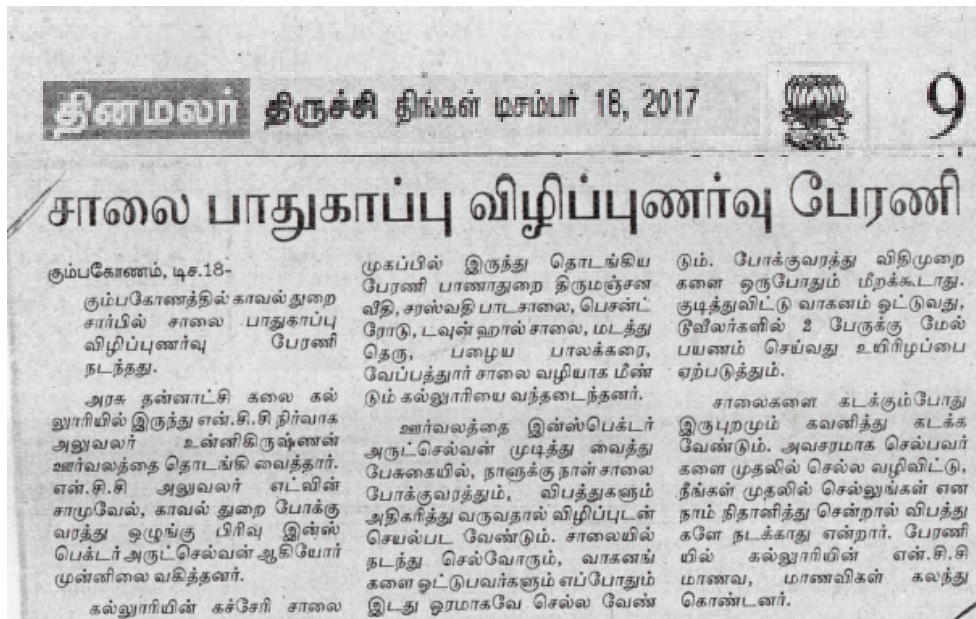 தினமலர் திருச்சி திங்கள் டிசம்பர் 18, 2017 9
சாலை பாதுகாப்பு விழிப்புணர்வு பேரணி
கும்பகோணம், டிச.18-
கும்பகோணத்தில் காவல் துறை
சார்பில் சாலை பாதுகாப்பு
விழிப்புணர்வு பேரணி
நடந்தது.
அரசு தன்னாட்சி கலை கல்
லூரியில் இருந்து என்.சி.சி நிர்வாக
அலுவலர் உன்னிகிருஷ்ணன்
ஊர்வலத்தை தொடங்கி வைத்தார்.
என்.சி.சி அலுவலர் எட்வின்
சாமுவேல், காவல் துறை போக்கு
வரத்து ஒழுங்கு பிரிவு இன்ஸ்
பெக்டர் அருட்செல்வன் ஆகியோர்
முன்னிலை வகித்தனர்.
கல்லூரியின் கச்சேரி சாலை
முகப்பில் இருந்து தொடங்கிய
பேரணி பாணாதுறை திருமஞ்சன
வீதி, சரஸ்வதி பாடசாலை, பெசன்ட்
ரோடு, டவுன் ஹால் சாலை, மடத்து
தெரு, பழைய பாலக்கரை,
வேப்பத்தூர் சாலை வழியாக மீண்
டும் கல்லூரியை வந்தடைந்தனர்.
ஊர்வலத்தை இன்ஸ்பெக்டர்
அருட்செல்வன் முடித்து வைத்து
பேசுகையில், நாளுக்கு நாள் சாலை
போக்குவரத்தும், விபத்துகளும்
அதிகரித்து வருவதால் விழிப்புடன்
செயல்பட வேண்டும். சாலையில்
நடந்து செல்வோரும், வாகனங்
களை ஓட்டுபவர்களும் எப்போதும்
இடது ஓரமாகவே செல்ல வேண்
டும். போக்குவரத்து விதிமுறை
களை ஒருபோதும் மீறக்கூடாது.
குடித்துவிட்டு வாகனம் ஓட்டுவது,
டூவீலர்களில் 2 பேருக்கு மேல்
பயணம் செய்வது உயிரிழப்பை
ஏற்படுத்தும்.
சாலைகளை கடக்கும்போது
இருபுறமும் கவனித்து கடக்க
வேண்டும். அவசரமாக செல்பவர்
களை முதலில் செல்ல வழிவிட்டு,
நீங்கள் முதலில் செல்லுங்கள் என
நாம் நிதானித்து சென்றால் விபத்து
களே நடக்காது என்றார். பேரணி
யில் கல்லூரியின் என்.சி.சி
மாணவ, மாணவிகள் கலந்து
கொண்டனர்.